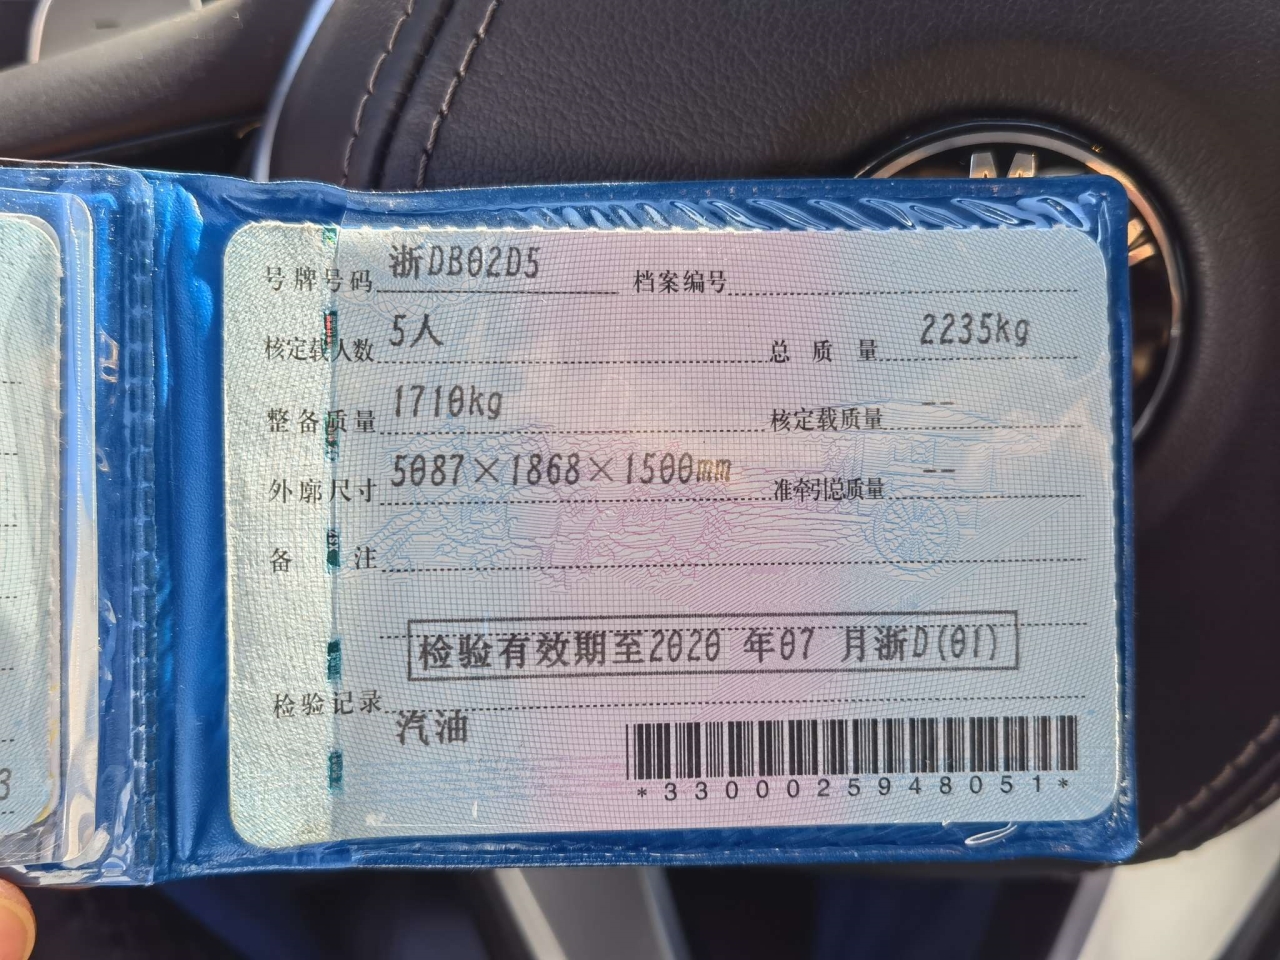 号牌号码 浙DB02D5 档案编号
核定载人数 5人 总质量 2235kg
整备质量 1710kg 核定载质量 --
外廓尺寸 5087×1868×1500mm 准牵引总质量 --
备注
检验有效期至2020 年07 月浙D(01)
检验记录
汽油
*3300025948051*
3
M